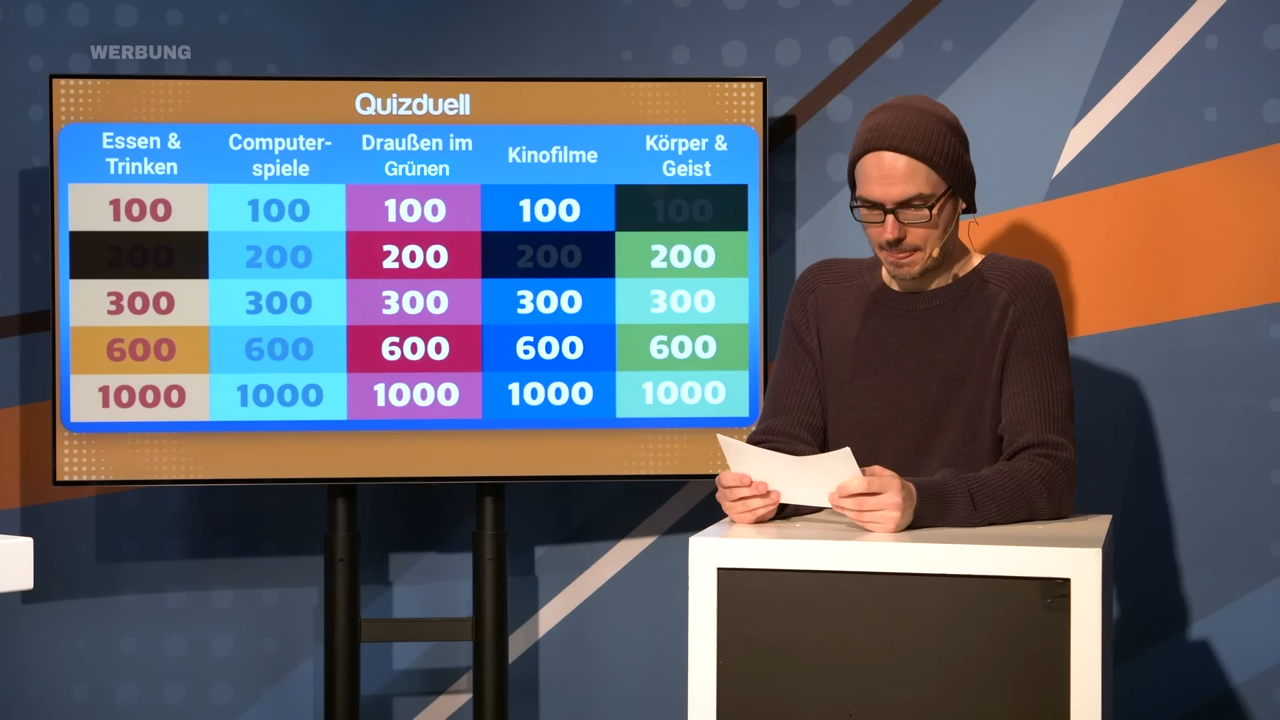 WERBUNG
Quizduell
Essen &
Trinken
Computer-
spiele
Draußen im
Grünen
Kinofilme
Körper &
Geist
100 100 100 100 100
200 200 200 200 200
300 300 300 300 300
600 600 600 600 600
1000 1000 1000 1000 1000